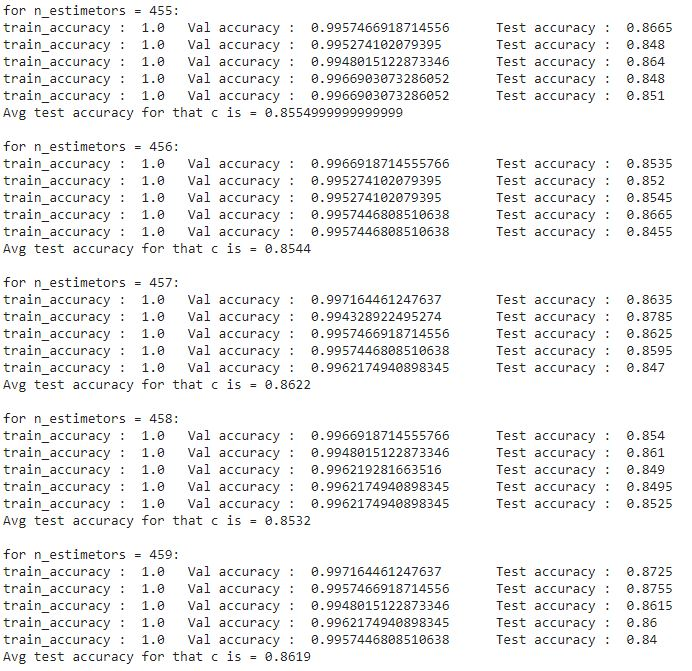 for n_estimetors = 455:
train_accuracy :  1.0   Val accuracy :  0.9957466918714556      Test accuracy :  0.8665
train_accuracy :  1.0   Val accuracy :  0.995274102079395       Test accuracy :  0.848
train_accuracy :  1.0   Val accuracy :  0.9948015122873346      Test accuracy :  0.864
train_accuracy :  1.0   Val accuracy :  0.9966903073286052      Test accuracy :  0.848
train_accuracy :  1.0   Val accuracy :  0.9966903073286052      Test accuracy :  0.851
Avg test accuracy for that c is = 0.8554999999999999
for n_estimetors = 456:
train_accuracy :  1.0   Val accuracy :  0.9966918714555766      Test accuracy :  0.8535
train_accuracy :  1.0   Val accuracy :  0.995274102079395       Test accuracy :  0.852
train_accuracy :  1.0   Val accuracy :  0.995274102079395       Test accuracy :  0.8545
train_accuracy :  1.0   Val accuracy :  0.9957446808510638      Test accuracy :  0.8665
train_accuracy :  1.0   Val accuracy :  0.9957446808510638      Test accuracy :  0.8455
Avg test accuracy for that c is = 0.8544
for n_estimetors = 457:
train_accuracy :  1.0   Val accuracy :  0.997164461247637       Test accuracy :  0.8635
train_accuracy :  1.0   Val accuracy :  0.994328922495274       Test accuracy :  0.8785
train_accuracy :  1.0   Val accuracy :  0.9957466918714556      Test accuracy :  0.8625
train_accuracy :  1.0   Val accuracy :  0.9957446808510638      Test accuracy :  0.8595
train_accuracy :  1.0   Val accuracy :  0.9962174940898345      Test accuracy :  0.847
Avg test accuracy for that c is = 0.8622
for n_estimetors = 458:
train_accuracy :  1.0   Val accuracy :  0.9966918714555766      Test accuracy :  0.854
train_accuracy :  1.0   Val accuracy :  0.9948015122873346      Test accuracy :  0.861
train_accuracy :  1.0   Val accuracy :  0.996219281663516       Test accuracy :  0.849
train_accuracy :  1.0   Val accuracy :  0.9962174940898345      Test accuracy :  0.8495
train_accuracy :  1.0   Val accuracy :  0.9962174940898345      Test accuracy :  0.8525
Avg test accuracy for that c is = 0.8532
for n_estimetors = 459:
train_accuracy :  1.0   Val accuracy :  0.997164461247637       Test accuracy :  0.8725
train_accuracy :  1.0   Val accuracy :  0.9957466918714556      Test accuracy :  0.8755
train_accuracy :  1.0   Val accuracy :  0.9948015122873346      Test accuracy :  0.8615
train_accuracy :  1.0   Val accuracy :  0.9962174940898345      Test accuracy :  0.86
train_accuracy :  1.0   Val accuracy :  0.9957446808510638      Test accuracy :  0.84
Avg test accuracy for that c is = 0.8619